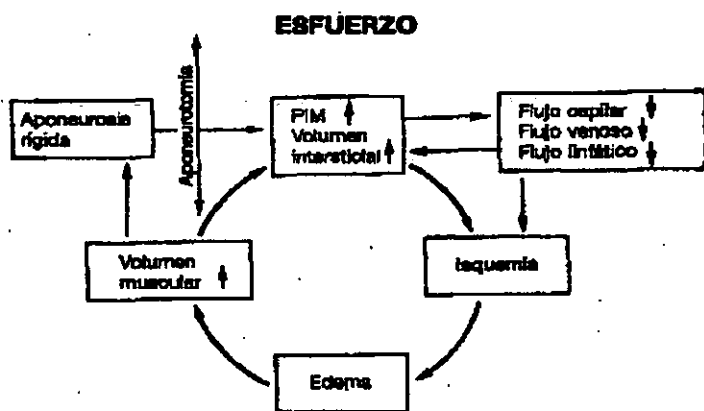 ESFUERZO
Aponeurosis
rígida
Aponeurotomía
PIM
Volumen
intersticial
Flujo capilar
Flujo venoso
Flujo linfático
Volumen
muscular
Isquemia
Edema